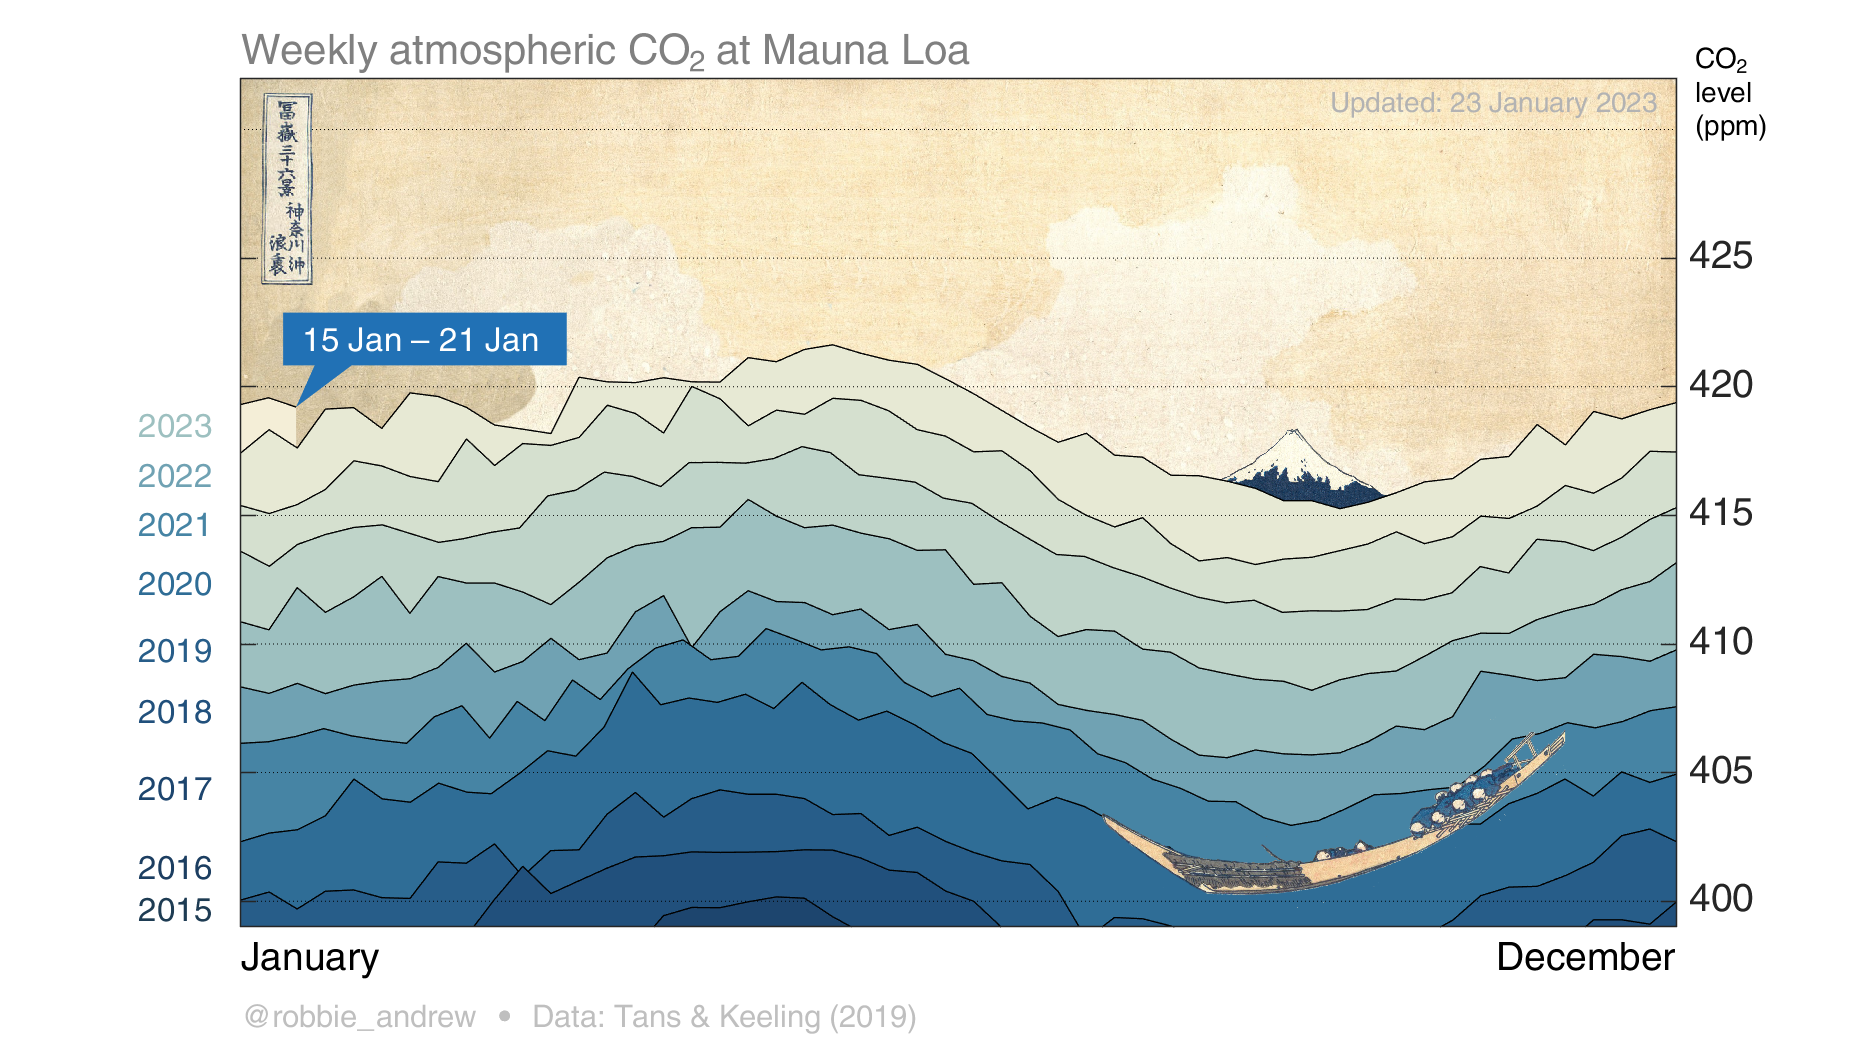 Weekly atmospheric CO₂ at Mauna Loa
CO₂
level
(ppm)
Updated: 23 January 2023
冨嶽三十六景
神奈川沖
浪裏
15 Jan – 21 Jan
425
420
415
410
405
400
2023
2022
2021
2020
2019
2018
2017
2016
2015
January
December
@robbie_andrew • Data: Tans & Keeling (2019)